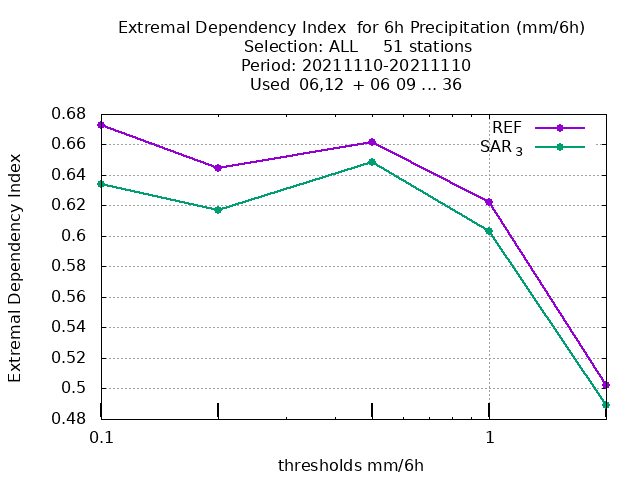 Extremal Dependency Index  for 6h Precipitation (mm/6h)
Selection: ALL     51 stations
Period: 20211110-20211110
Used  06,12  + 06 09 ... 36
REF
SAR 3
0.68
0.66
0.64
0.62
0.6
0.58
0.56
0.54
0.52
0.5
0.48
Extremal Dependency Index
0.1
1
thresholds mm/6h